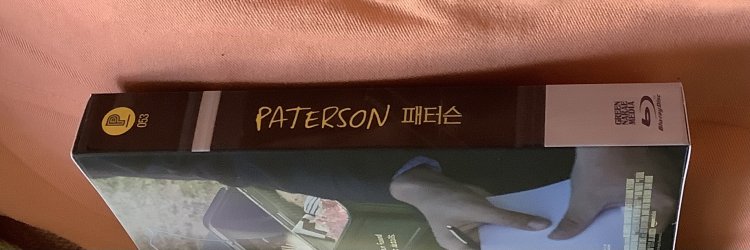 P
053
PATERSON 패터슨
GREEN
NARAE
MEDIA
Blu-ray Disc